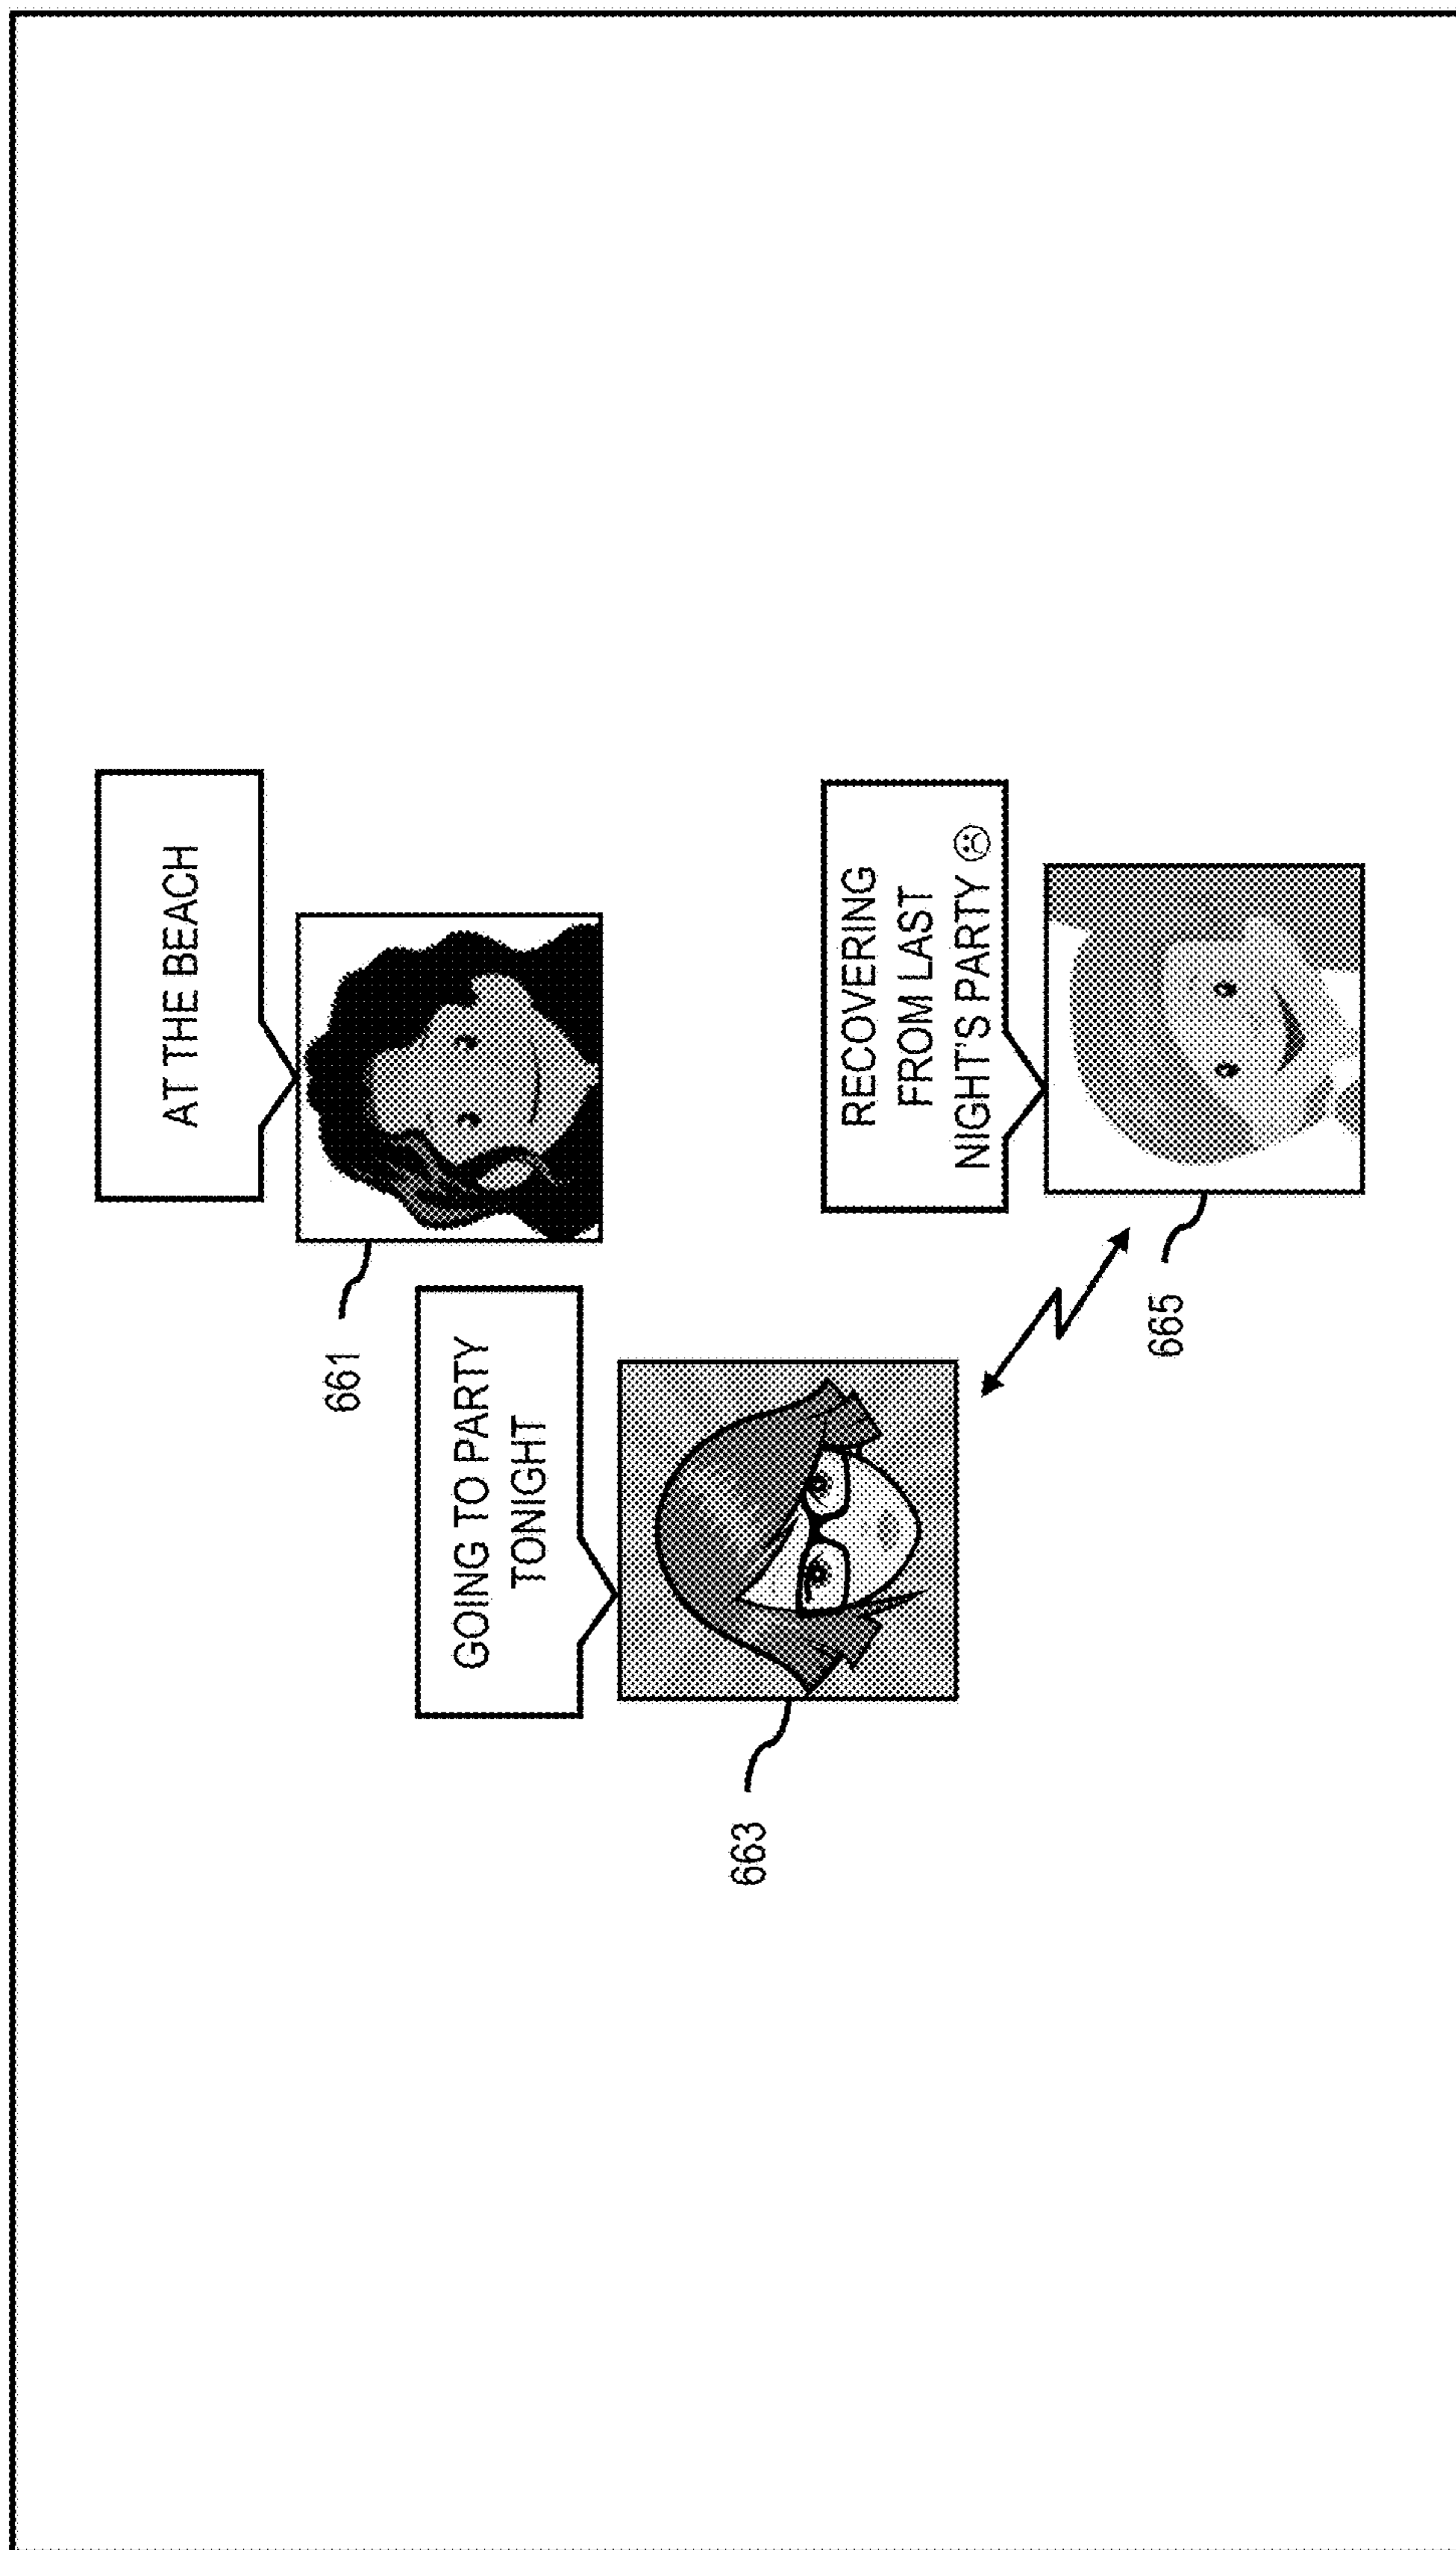 AT THE BEACH
661
GOING TO PARTY
TONIGHT
663
RECOVERING
FROM LAST
NIGHT'S PARTY ☹
665